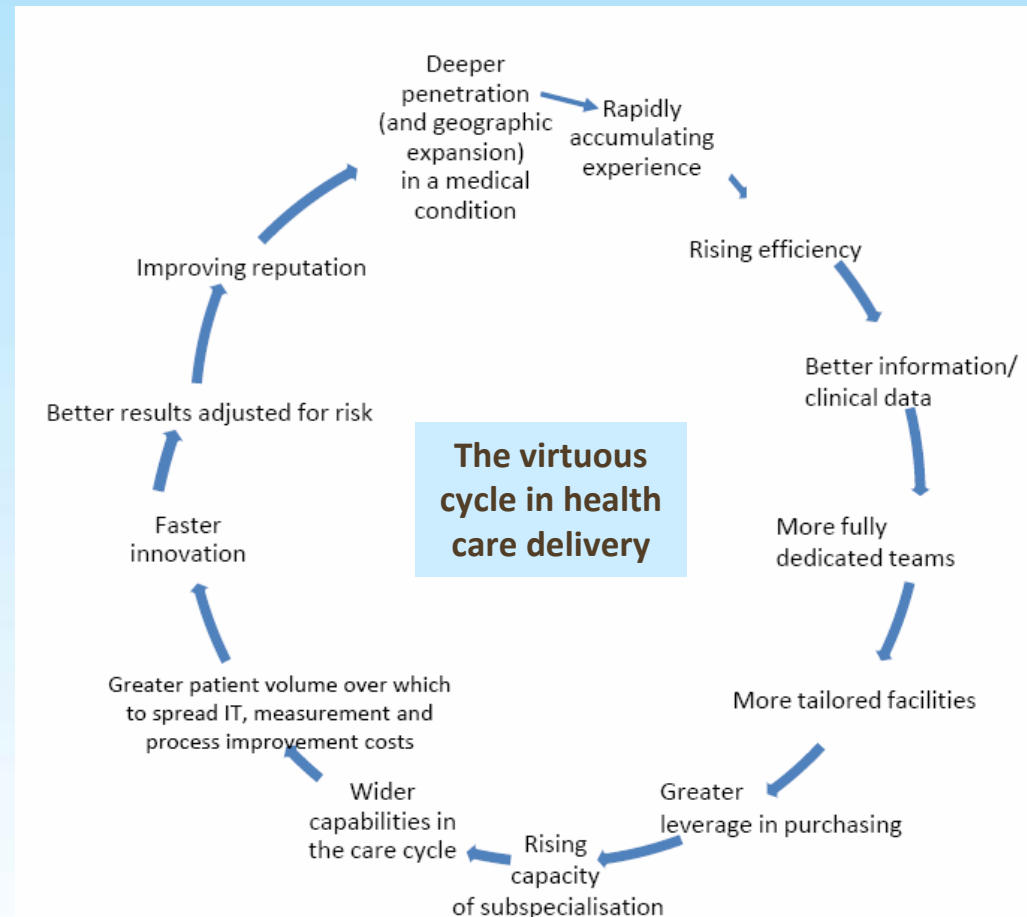 Deeper
penetration
(and geographic
expansion)
in a medical
condition
Rapidly
accumulating
experience
Rising efficiency
Better information/
clinical data
More fully
dedicated teams
More tailored facilities
Greater
leverage in purchasing
Rising
capacity
of subspecialisation
Wider
capabilities in
the care cycle
Greater patient volume over which
to spread IT, measurement and
process improvement costs
Faster
innovation
Better results adjusted for risk
Improving reputation
The virtuous
cycle in health
care delivery